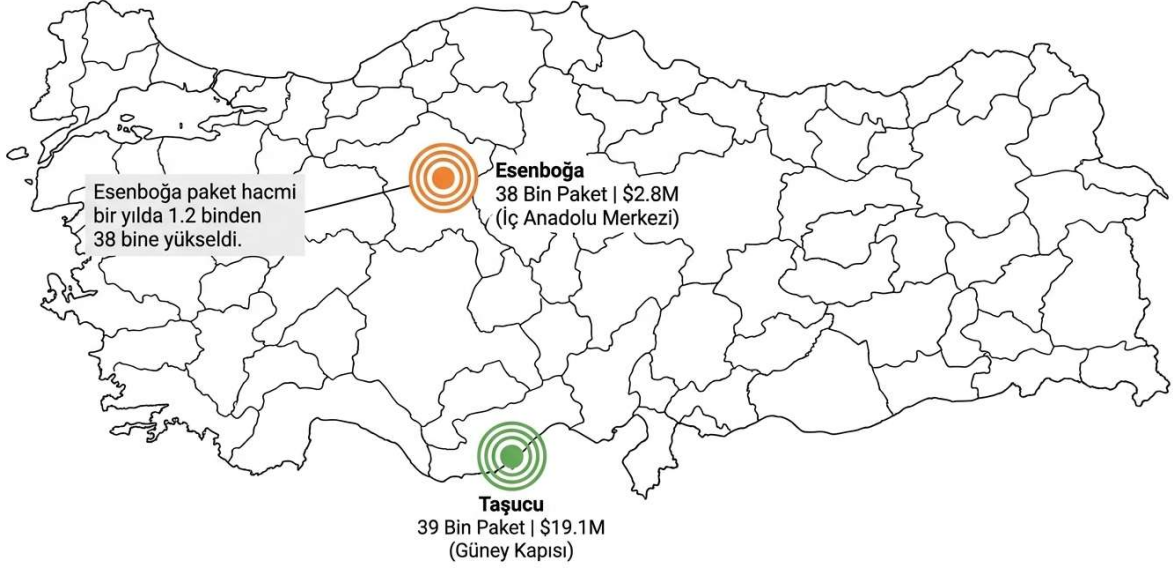 Esenboğa paket hacmi
bir yılda 1.2 binden
38 bine yükseldi.
Esenboğa
38 Bin Paket | $2.8M
(İç Anadolu Merkezi)
Taşucu
39 Bin Paket | $19.1M
(Güney Kapısı)